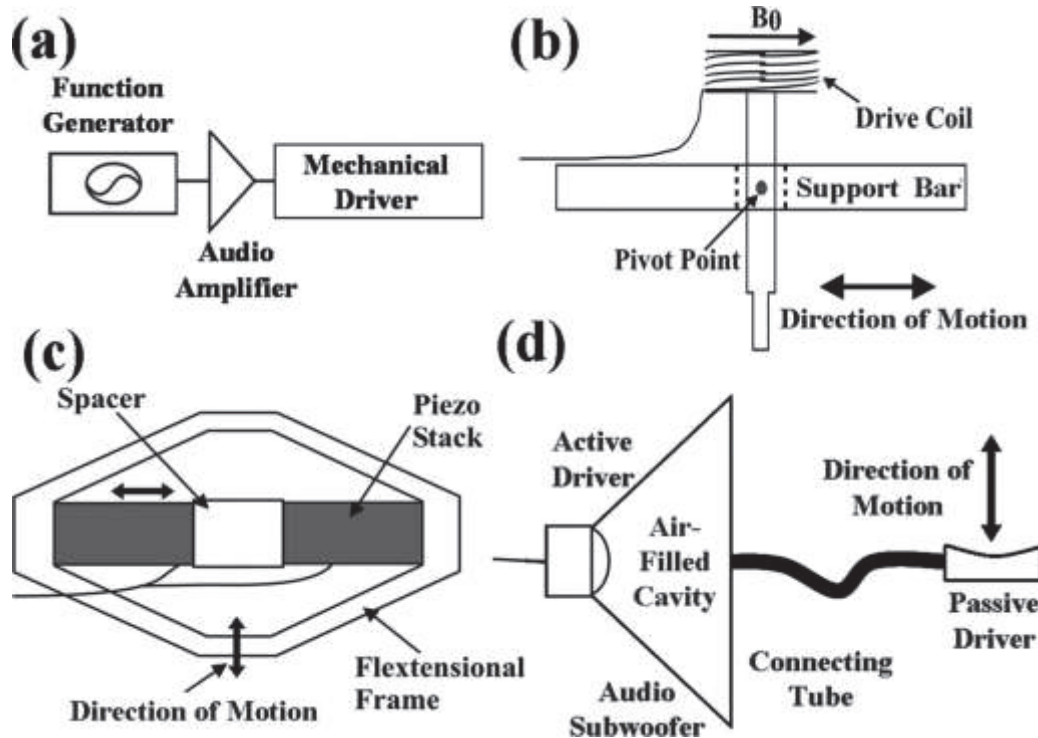 (a)
Function
Generator
Mechanical
Driver
Audio
Amplifier
(b)
B0
Drive Coil
Support Bar
Pivot Point
Direction of Motion
(c)
Spacer
Piezo
Stack
Flextensional
Frame
Direction of Motion
(d)
Active
Driver
Air-
Filled
Cavity
Direction of
Motion
Passive
Driver
Connecting
Tube
Audio
Subwoofer